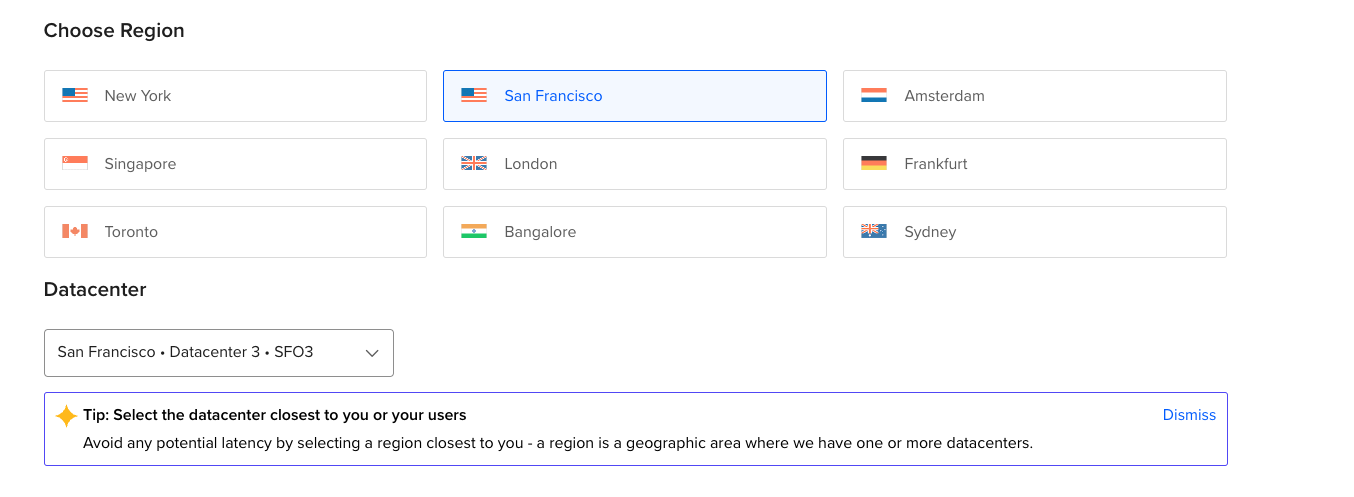 Choose Region
New York
San Francisco
Amsterdam
Singapore
London
Frankfurt
Toronto
Bangalore
Sydney
Datacenter
San Francisco • Datacenter 3 • SFO3
Tip: Select the datacenter closest to you or your users
Dismiss
Avoid any potential latency by selecting a region closest to you - a region is a geographic area where we have one or more datacenters.